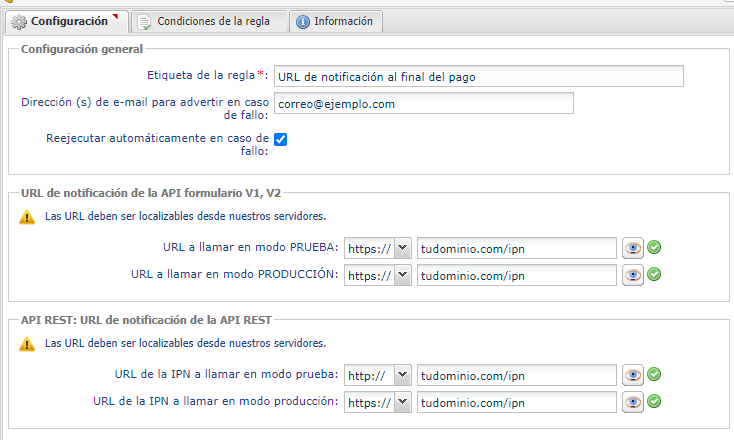 Configuración
Condiciones de la regla
Información
Configuración general
Etiqueta de la regla*: URL de notificación al final del pago
Dirección (s) de e-mail para advertir en caso
de fallo: correo@ejemplo.com
Reejecutar automáticamente en caso de
fallo:
URL de notificación de la API formulario V1, V2
Las URL deben ser localizables desde nuestros servidores.
URL a llamar en modo PRUEBA: https:// tudominio.com/ipn
URL a llamar en modo PRODUCCIÓN: https:// tudominio.com/ipn
API REST: URL de notificación de la API REST
Las URL deben ser localizables desde nuestros servidores.
URL de la IPN a llamar en modo prueba: http:// tudominio.com/ipn
URL de la IPN a llamar en modo producción: https:// tudominio.com/ipn